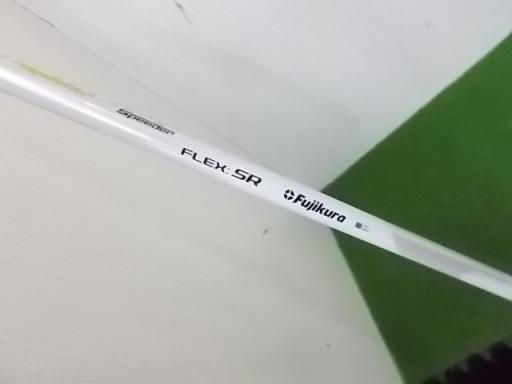 Speeder
FLEX: SR
Fujikura